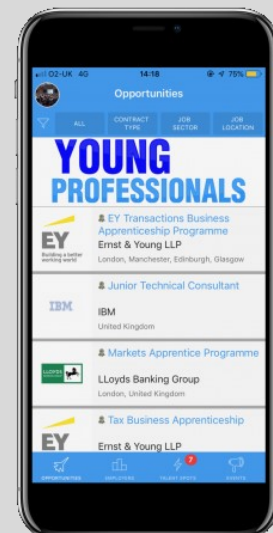 O2-UK 4G 14:18 75%
Opportunities
ALL
CONTRACT
TYPE
JOB
SECTOR
JOB
LOCATION
YOUNG
PROFESSIONALS
EY
Building a better
working world
EY Transactions Business
Apprenticeship Programme
Ernst & Young LLP
London, Manchester, Edinburgh, Glasgow
IBM
Junior Technical Consultant
IBM
United Kingdom
LLOYDS
Markets Apprentice Programme
LLoyds Banking Group
London, United Kingdom
EY
Tax Business Apprenticeship
Ernst & Young LLP
OPPORTUNITIES
EMPLOYERS
TALENT SPOTS
7
EVENTS